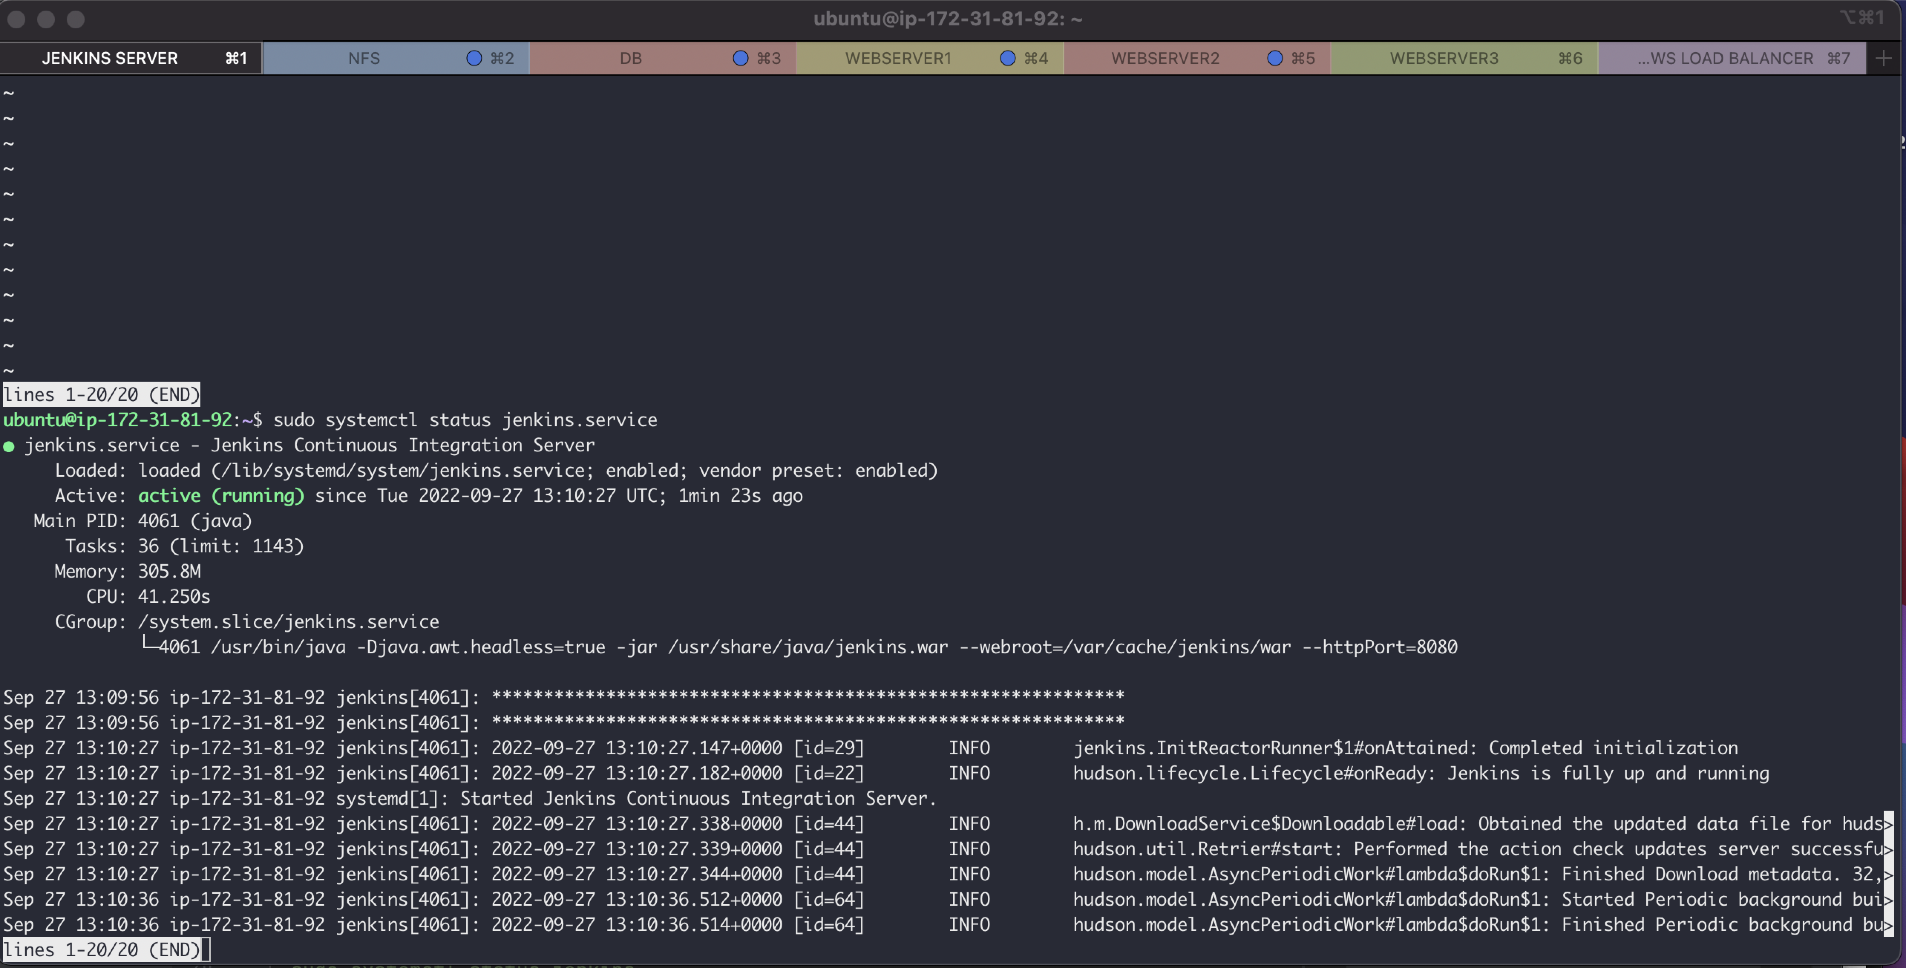 ubuntu@ip-172-31-81-92: ~
⌥⌘1
JENKINS SERVER ⌘1 NFS ⌘2 DB ⌘3 WEBSERVER1 ⌘4 WEBSERVER2 ⌘5 WEBSERVER3 ⌘6 ...WS LOAD BALANCER ⌘7 +
~
~
~
~
~
~
~
~
~
~
~
~
lines 1-20/20 (END)
ubuntu@ip-172-31-81-92:~$ sudo systemctl status jenkins.service
● jenkins.service - Jenkins Continuous Integration Server
Loaded: loaded (/lib/systemd/system/jenkins.service; enabled; vendor preset: enabled)
Active: active (running) since Tue 2022-09-27 13:10:27 UTC; 1min 23s ago
Main PID: 4061 (java)
Tasks: 36 (limit: 1143)
Memory: 305.8M
CPU: 41.250s
CGroup: /system.slice/jenkins.service
└─4061 /usr/bin/java -Djava.awt.headless=true -jar /usr/share/java/jenkins.war --webroot=/var/cache/jenkins/war --httpPort=8080
Sep 27 13:09:56 ip-172-31-81-92 jenkins[4061]: *************************************************************
Sep 27 13:09:56 ip-172-31-81-92 jenkins[4061]: *************************************************************
Sep 27 13:10:27 ip-172-31-81-92 jenkins[4061]: 2022-09-27 13:10:27.147+0000 [id=29] INFO jenkins.InitReactorRunner$1#onAttained: Completed initialization
Sep 27 13:10:27 ip-172-31-81-92 jenkins[4061]: 2022-09-27 13:10:27.182+0000 [id=22] INFO hudson.lifecycle.Lifecycle#onReady: Jenkins is fully up and running
Sep 27 13:10:27 ip-172-31-81-92 systemd[1]: Started Jenkins Continuous Integration Server.
Sep 27 13:10:27 ip-172-31-81-92 jenkins[4061]: 2022-09-27 13:10:27.338+0000 [id=44] INFO h.m.DownloadService$Downloadable#load: Obtained the updated data file for huds>
Sep 27 13:10:27 ip-172-31-81-92 jenkins[4061]: 2022-09-27 13:10:27.339+0000 [id=44] INFO hudson.util.Retrier#start: Performed the action check updates server successfu>
Sep 27 13:10:27 ip-172-31-81-92 jenkins[4061]: 2022-09-27 13:10:27.344+0000 [id=44] INFO hudson.model.AsyncPeriodicWork#lambda$doRun$1: Finished Download metadata. 32,>
Sep 27 13:10:36 ip-172-31-81-92 jenkins[4061]: 2022-09-27 13:10:36.512+0000 [id=64] INFO hudson.model.AsyncPeriodicWork#lambda$doRun$1: Started Periodic background bui>
Sep 27 13:10:36 ip-172-31-81-92 jenkins[4061]: 2022-09-27 13:10:36.514+0000 [id=64] INFO hudson.model.AsyncPeriodicWork#lambda$doRun$1: Finished Periodic background bu>
lines 1-20/20 (END)